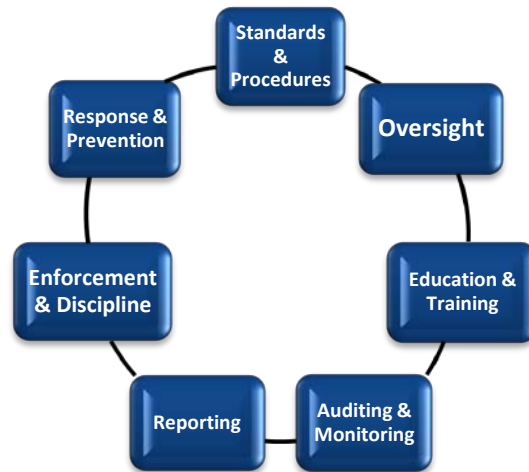 Standards
&
Procedures
Oversight
Education &
Training
Auditing &
Monitoring
Reporting
Enforcement
& Discipline
Response &
Prevention